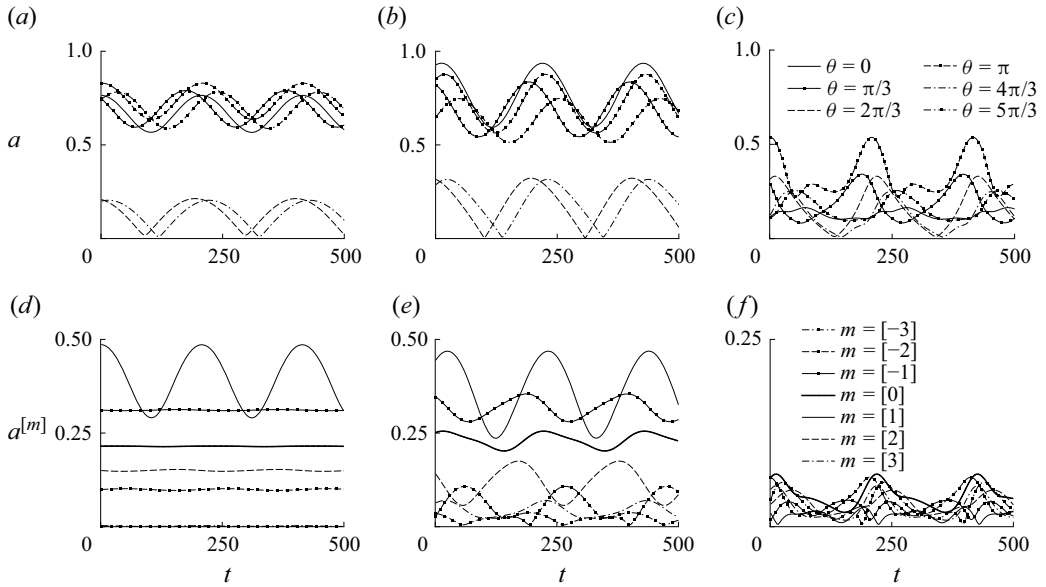 (a)
(b)
(c)
1.0
1.0
1.0
θ = 0
θ = π
θ = π/3
θ = 4π/3
θ = 2π/3
θ = 5π/3
a
0.5
0.5
0.5
0
250
500
0
250
500
0
250
500
(d)
(e)
(f)
0.50
0.50
0.25
m = [−3]
m = [−2]
m = [−1]
m = [0]
m = [1]
m = [2]
m = [3]
a[m]
0.25
0.25
0
250
500
0
250
500
0
250
500
t
t
t